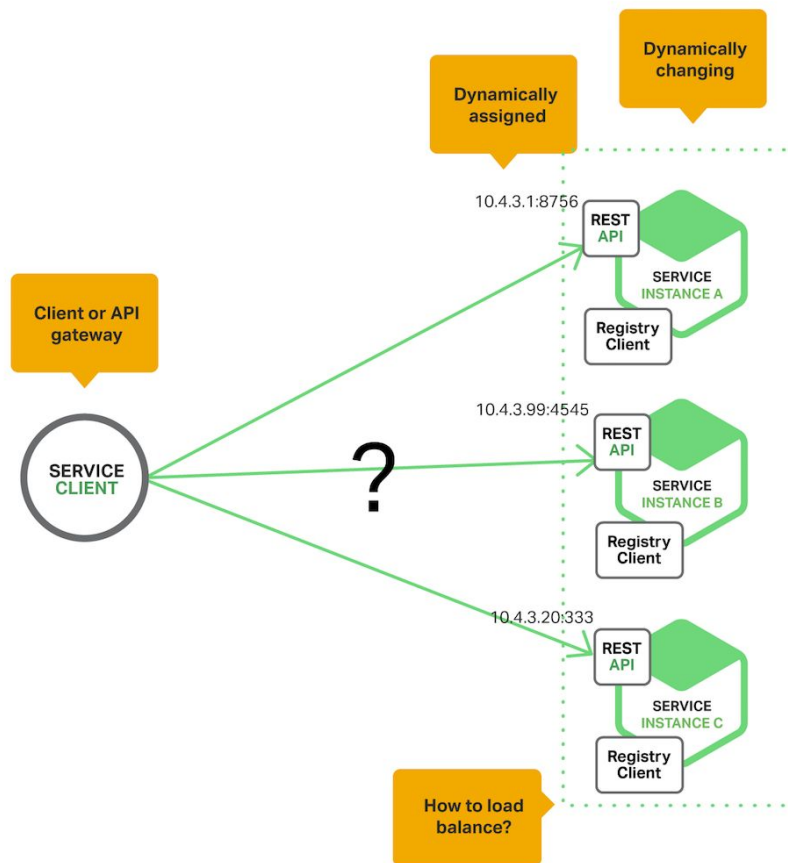 Dynamically
changing
Dynamically
assigned
10.4.3.1:8756
REST
API
SERVICE
INSTANCE A
Registry
Client
Client or API
gateway
10.4.3.99:4545
REST
API
SERVICE
CLIENT
?
SERVICE
INSTANCE B
Registry
Client
10.4.3.20:333
REST
API
SERVICE
INSTANCE C
Registry
Client
How to load
balance?